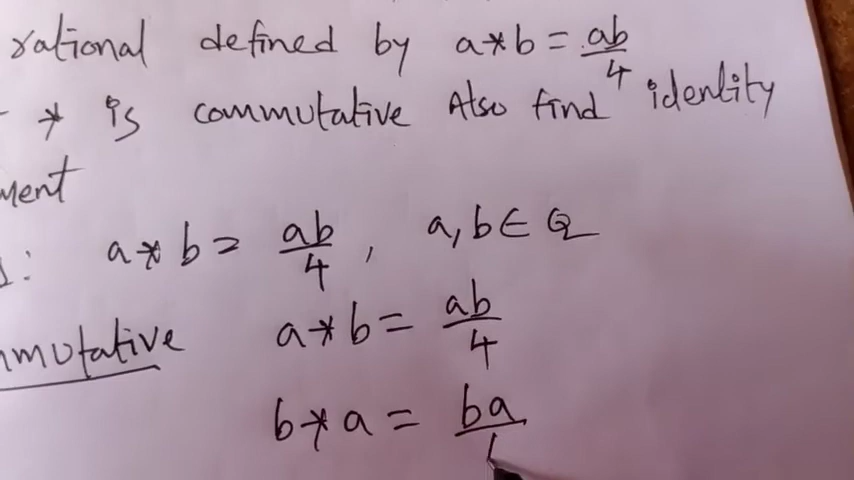 rational defined by a*b = ab/4
* is commutative Also find identity
ment
: a*b = ab/4 , a,b ∈ Q
mmutative a*b = ab/4
b*a = ba/